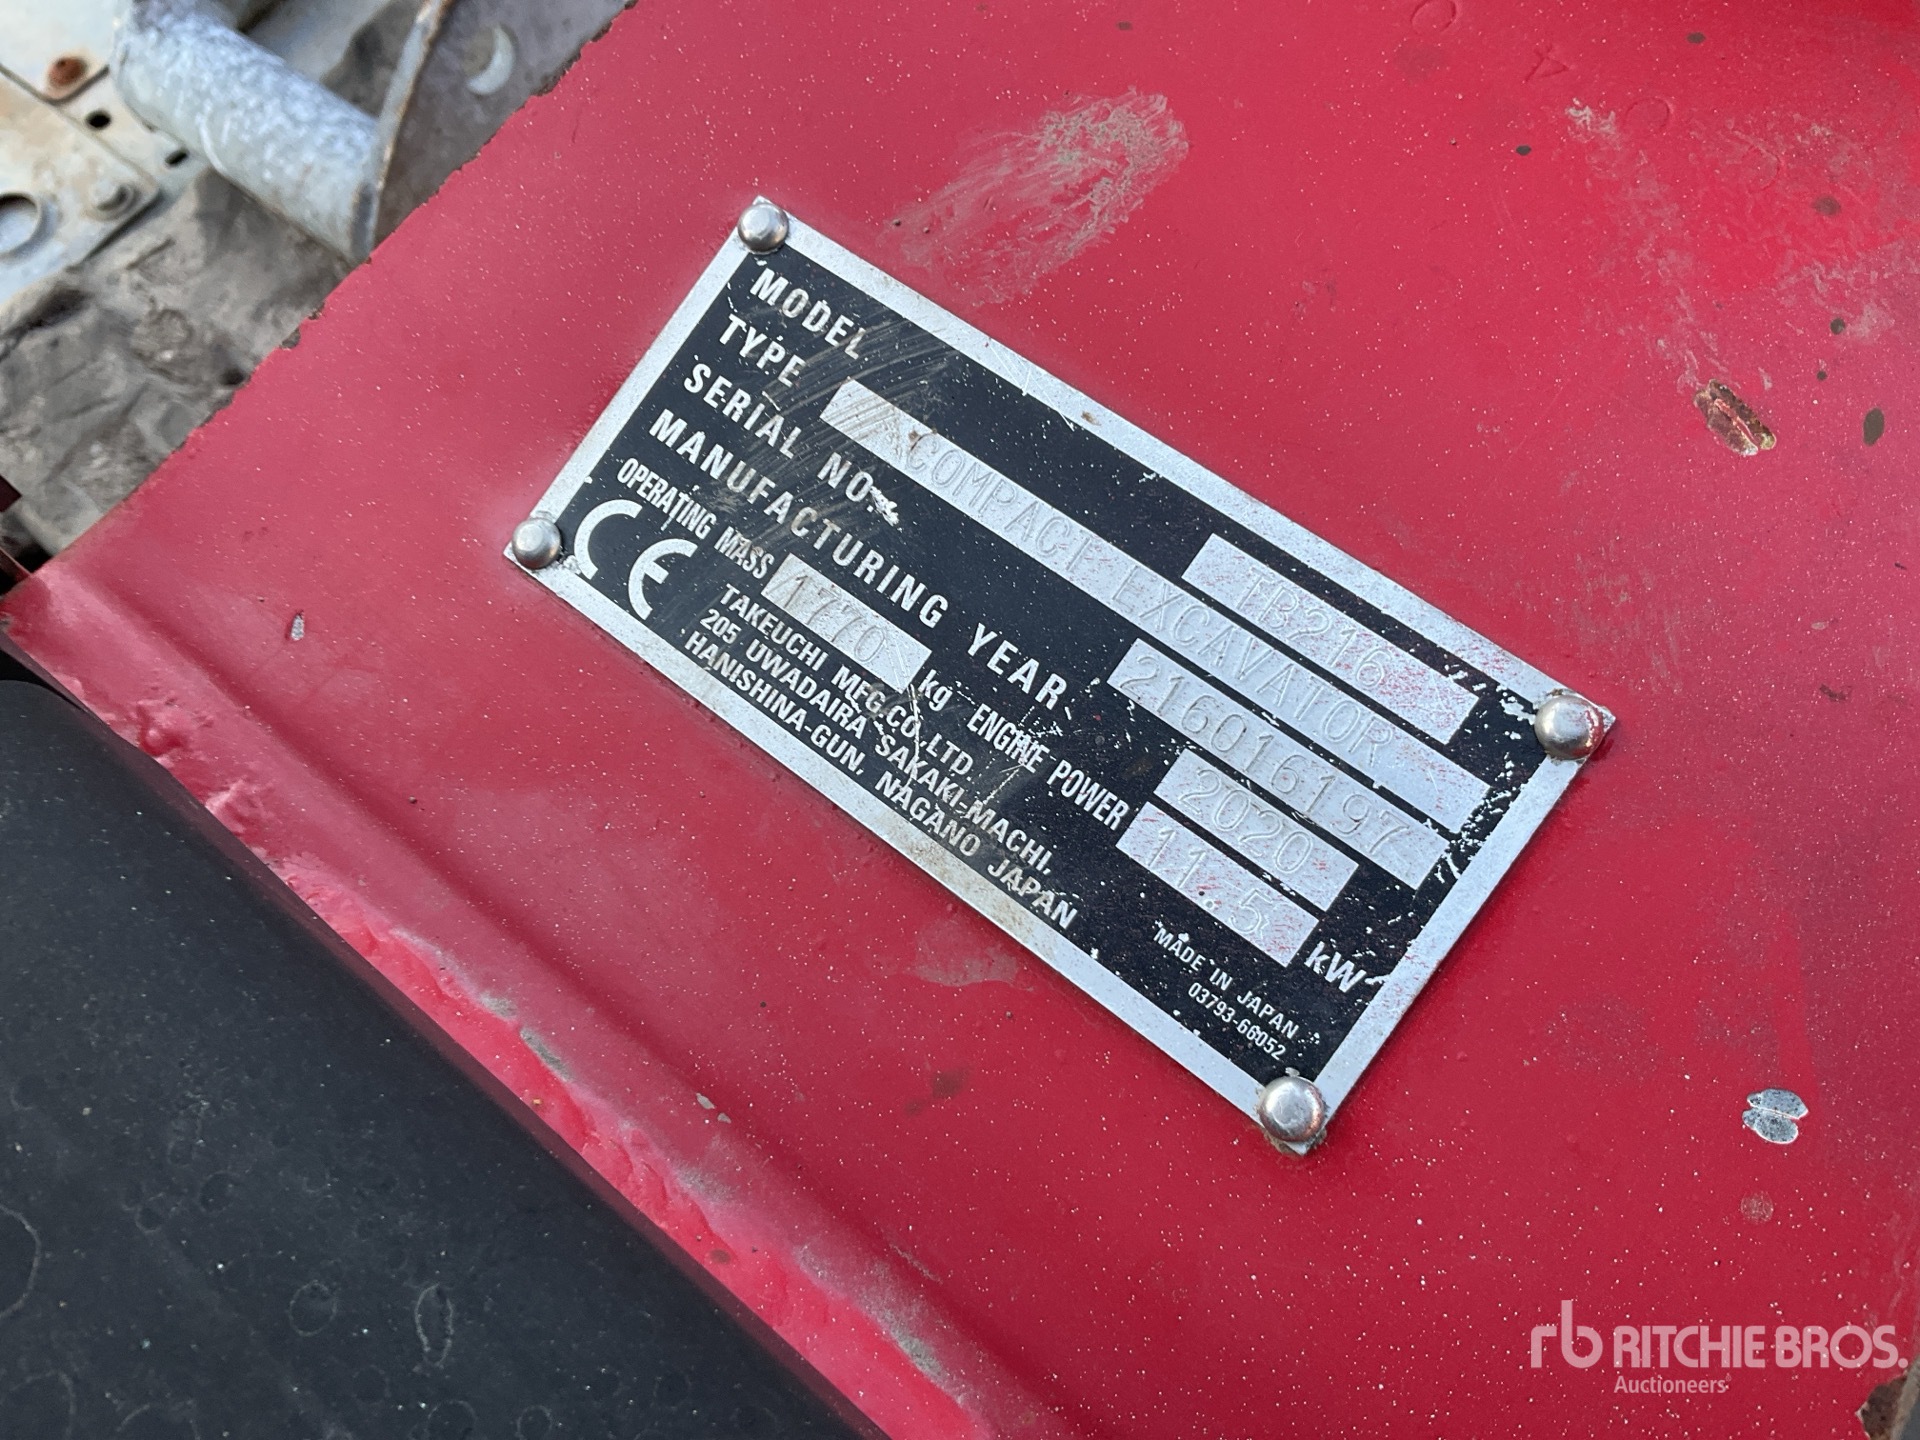 MODEL TB216
TYPE COMPACT EXCAVATOR
SERIAL NO. 216016197
MANUFACTURING YEAR 2020
OPERATING MASS 1770 kg ENGINE POWER 11.5 kW
CE
TAKEUCHI MFG.CO.,LTD.
205 UWADAIRA SAKAKI-MACHI,
HANISHINA-GUN, NAGANO JAPAN
MADE IN JAPAN
03793-66052
rb RITCHIE BROS.
Auctioneers